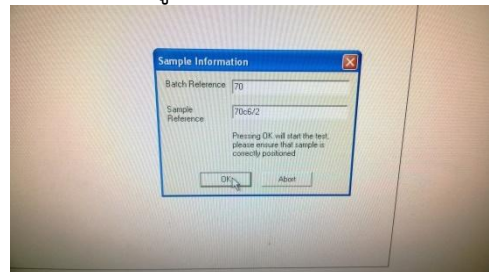 Sample Information
Batch Reference 70
Sample Reference 70c6/2
Pressing OK will start the test,
please ensure that sample is
correctly positioned
OK Abort